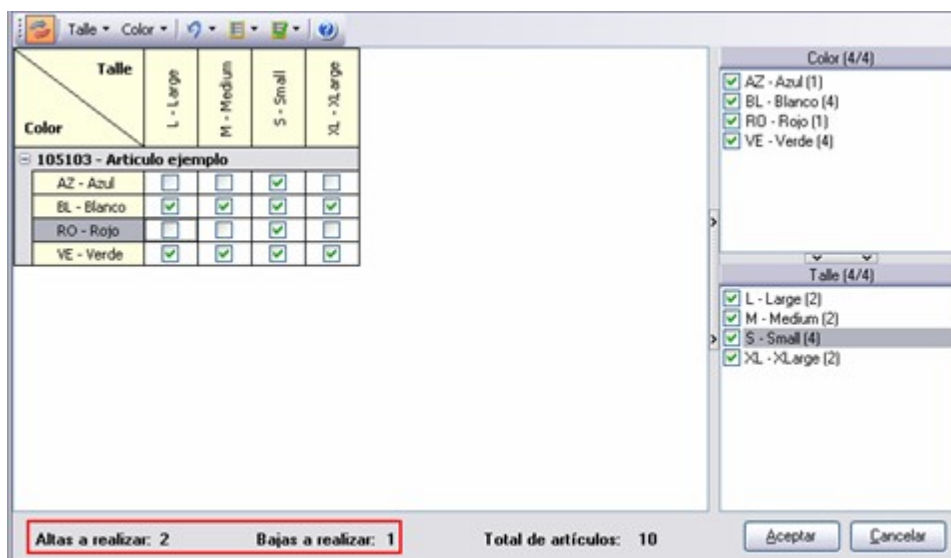 Talle Color
Talle
Color
L - Large
M - Medium
S - Small
XL - XLarge
105103 - Articulo ejemplo
AZ - Azul
BL - Blanco
RO - Rojo
VE - Verde
Color (4/4)
AZ - Azul (1)
BL - Blanco (4)
RO - Rojo (1)
VE - Verde (4)
Talle (4/4)
L - Large (2)
M - Medium (2)
S - Small (4)
XL - XLarge (2)
Altas a realizar: 2 Bajas a realizar: 1 Total de artículos: 10
Aceptar Cancelar